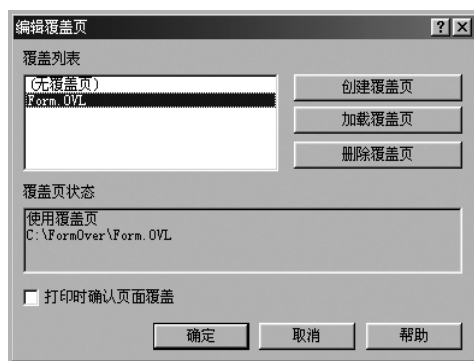 编辑覆盖页
覆盖列表
(无覆盖页)
Form.OVL
创建覆盖页
加载覆盖页
删除覆盖页
覆盖页状态
使用覆盖页
C:\FormOver\Form.OVL
打印时确认页面覆盖
确定 取消 帮助